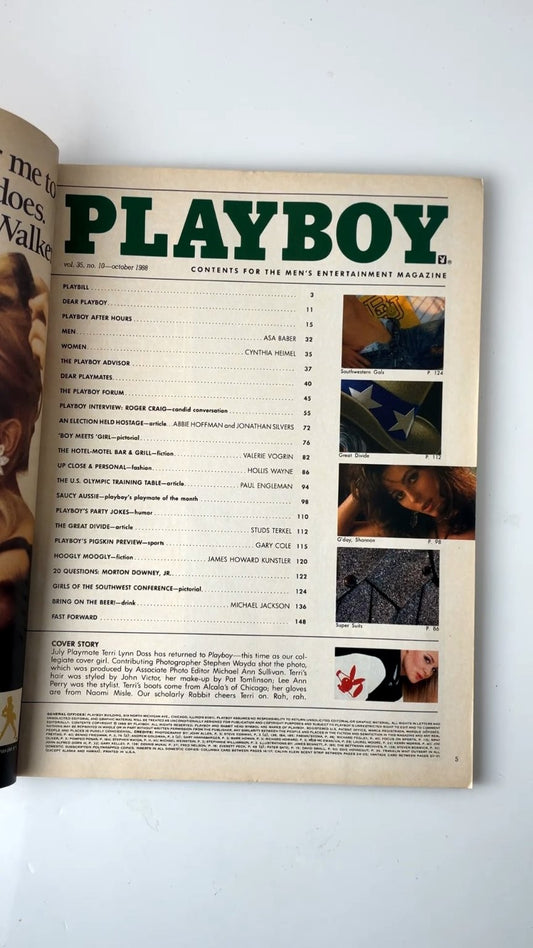 me to
does.
Walke
PLAYBOY
vol. 35, no. 10—october 1988
CONTENTS FOR THE MEN'S ENTERTAINMENT MAGAZINE
PLAYBILL 3
DEAR PLAYBOY 11
PLAYBOY AFTER HOURS 15
MEN ASA BABER 32
WOMEN CYNTHIA HEIMEL 35
THE PLAYBOY ADVISOR 37
DEAR PLAYMATES 40
THE PLAYBOY FORUM 45
PLAYBOY INTERVIEW: ROGER CRAIG—candid conversation 55
AN ELECTION HELD HOSTAGE—article ABBIE HOFFMAN and JONATHAN SILVERS 72
'BOY MEETS 'GIRL—pictorial 76
THE HOTEL-MOTEL BAR & GRILL—fiction VALERIE VOGRIN 82
UP CLOSE & PERSONAL—fashion HOLLIS WAYNE 86
THE U.S. OLYMPIC TRAINING TABLE—article PAUL ENGLEMAN 94
SAUCY AUSSIE—playboy's playmate of the month 98
PLAYBOY'S PARTY JOKES—humor 110
THE GREAT DIVIDE—article STUDS TERKEL 112
PLAYBOY'S PIGSKIN PREVIEW—sports GARY COLE 115
HOOGLY MOOGLY—fiction JAMES HOWARD KUNSTLER 120
20 QUESTIONS: MORTON DOWNEY, JR. 122
GIRLS OF THE SOUTHWEST CONFERENCE—pictorial 124
BRING ON THE BEER!—drink MICHAEL JACKSON 136
FAST FORWARD 148
Southwestern Gals P. 124
Great Divide P. 112
G'day, Shannon P. 98
Super Suits P. 86
COVER STORY
July Playmate Terri Lynn Doss has returned to Playboy—this time as our col-
legiate cover girl. Contributing Photographer Stephen Wayda shot the photo,
which was produced by Associate Photo Editor Michael Ann Sullivan. Terri's
hair was styled by John Victor, her make-up by Pat Tomlinson; Lee Ann
Perry was the stylist. Terri's boots come from Alcala's of Chicago; her gloves
are from Naomi Misle. Our scholarly Rabbit cheers Terri on. Rah, rah.
5